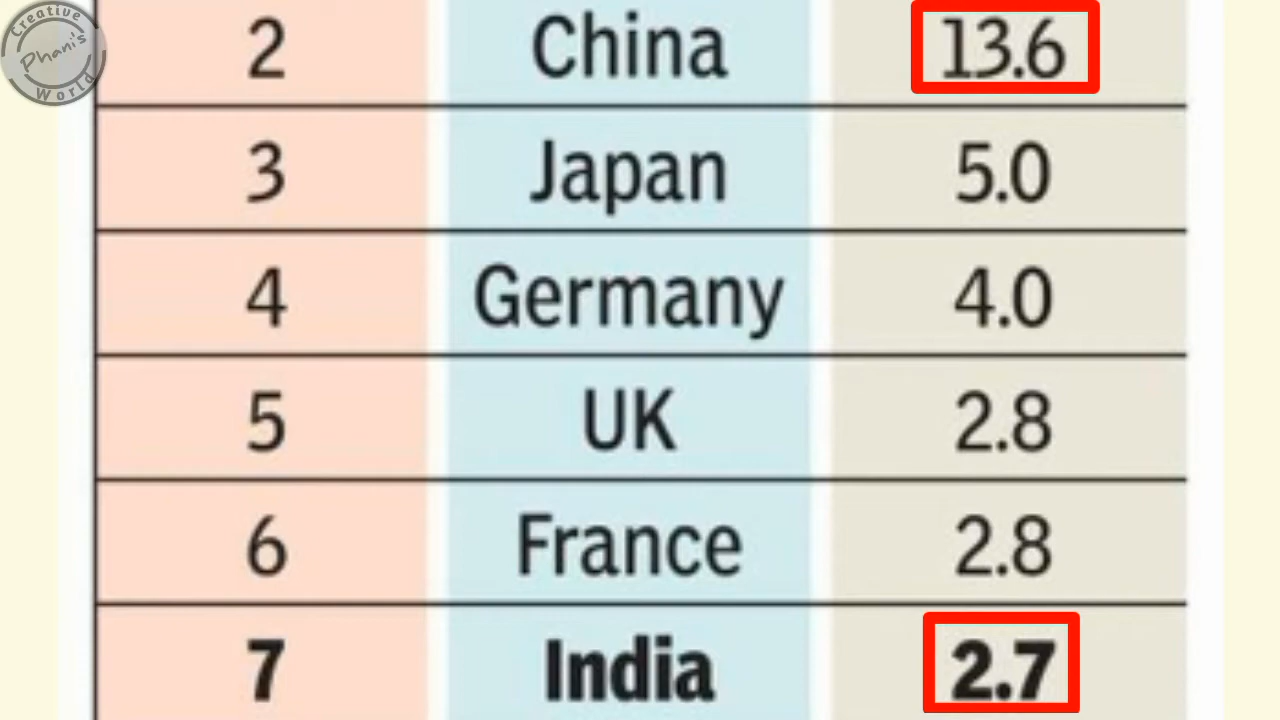 Creative
Phani's
World
2 China 13.6
3 Japan 5.0
4 Germany 4.0
5 UK 2.8
6 France 2.8
7 India 2.7